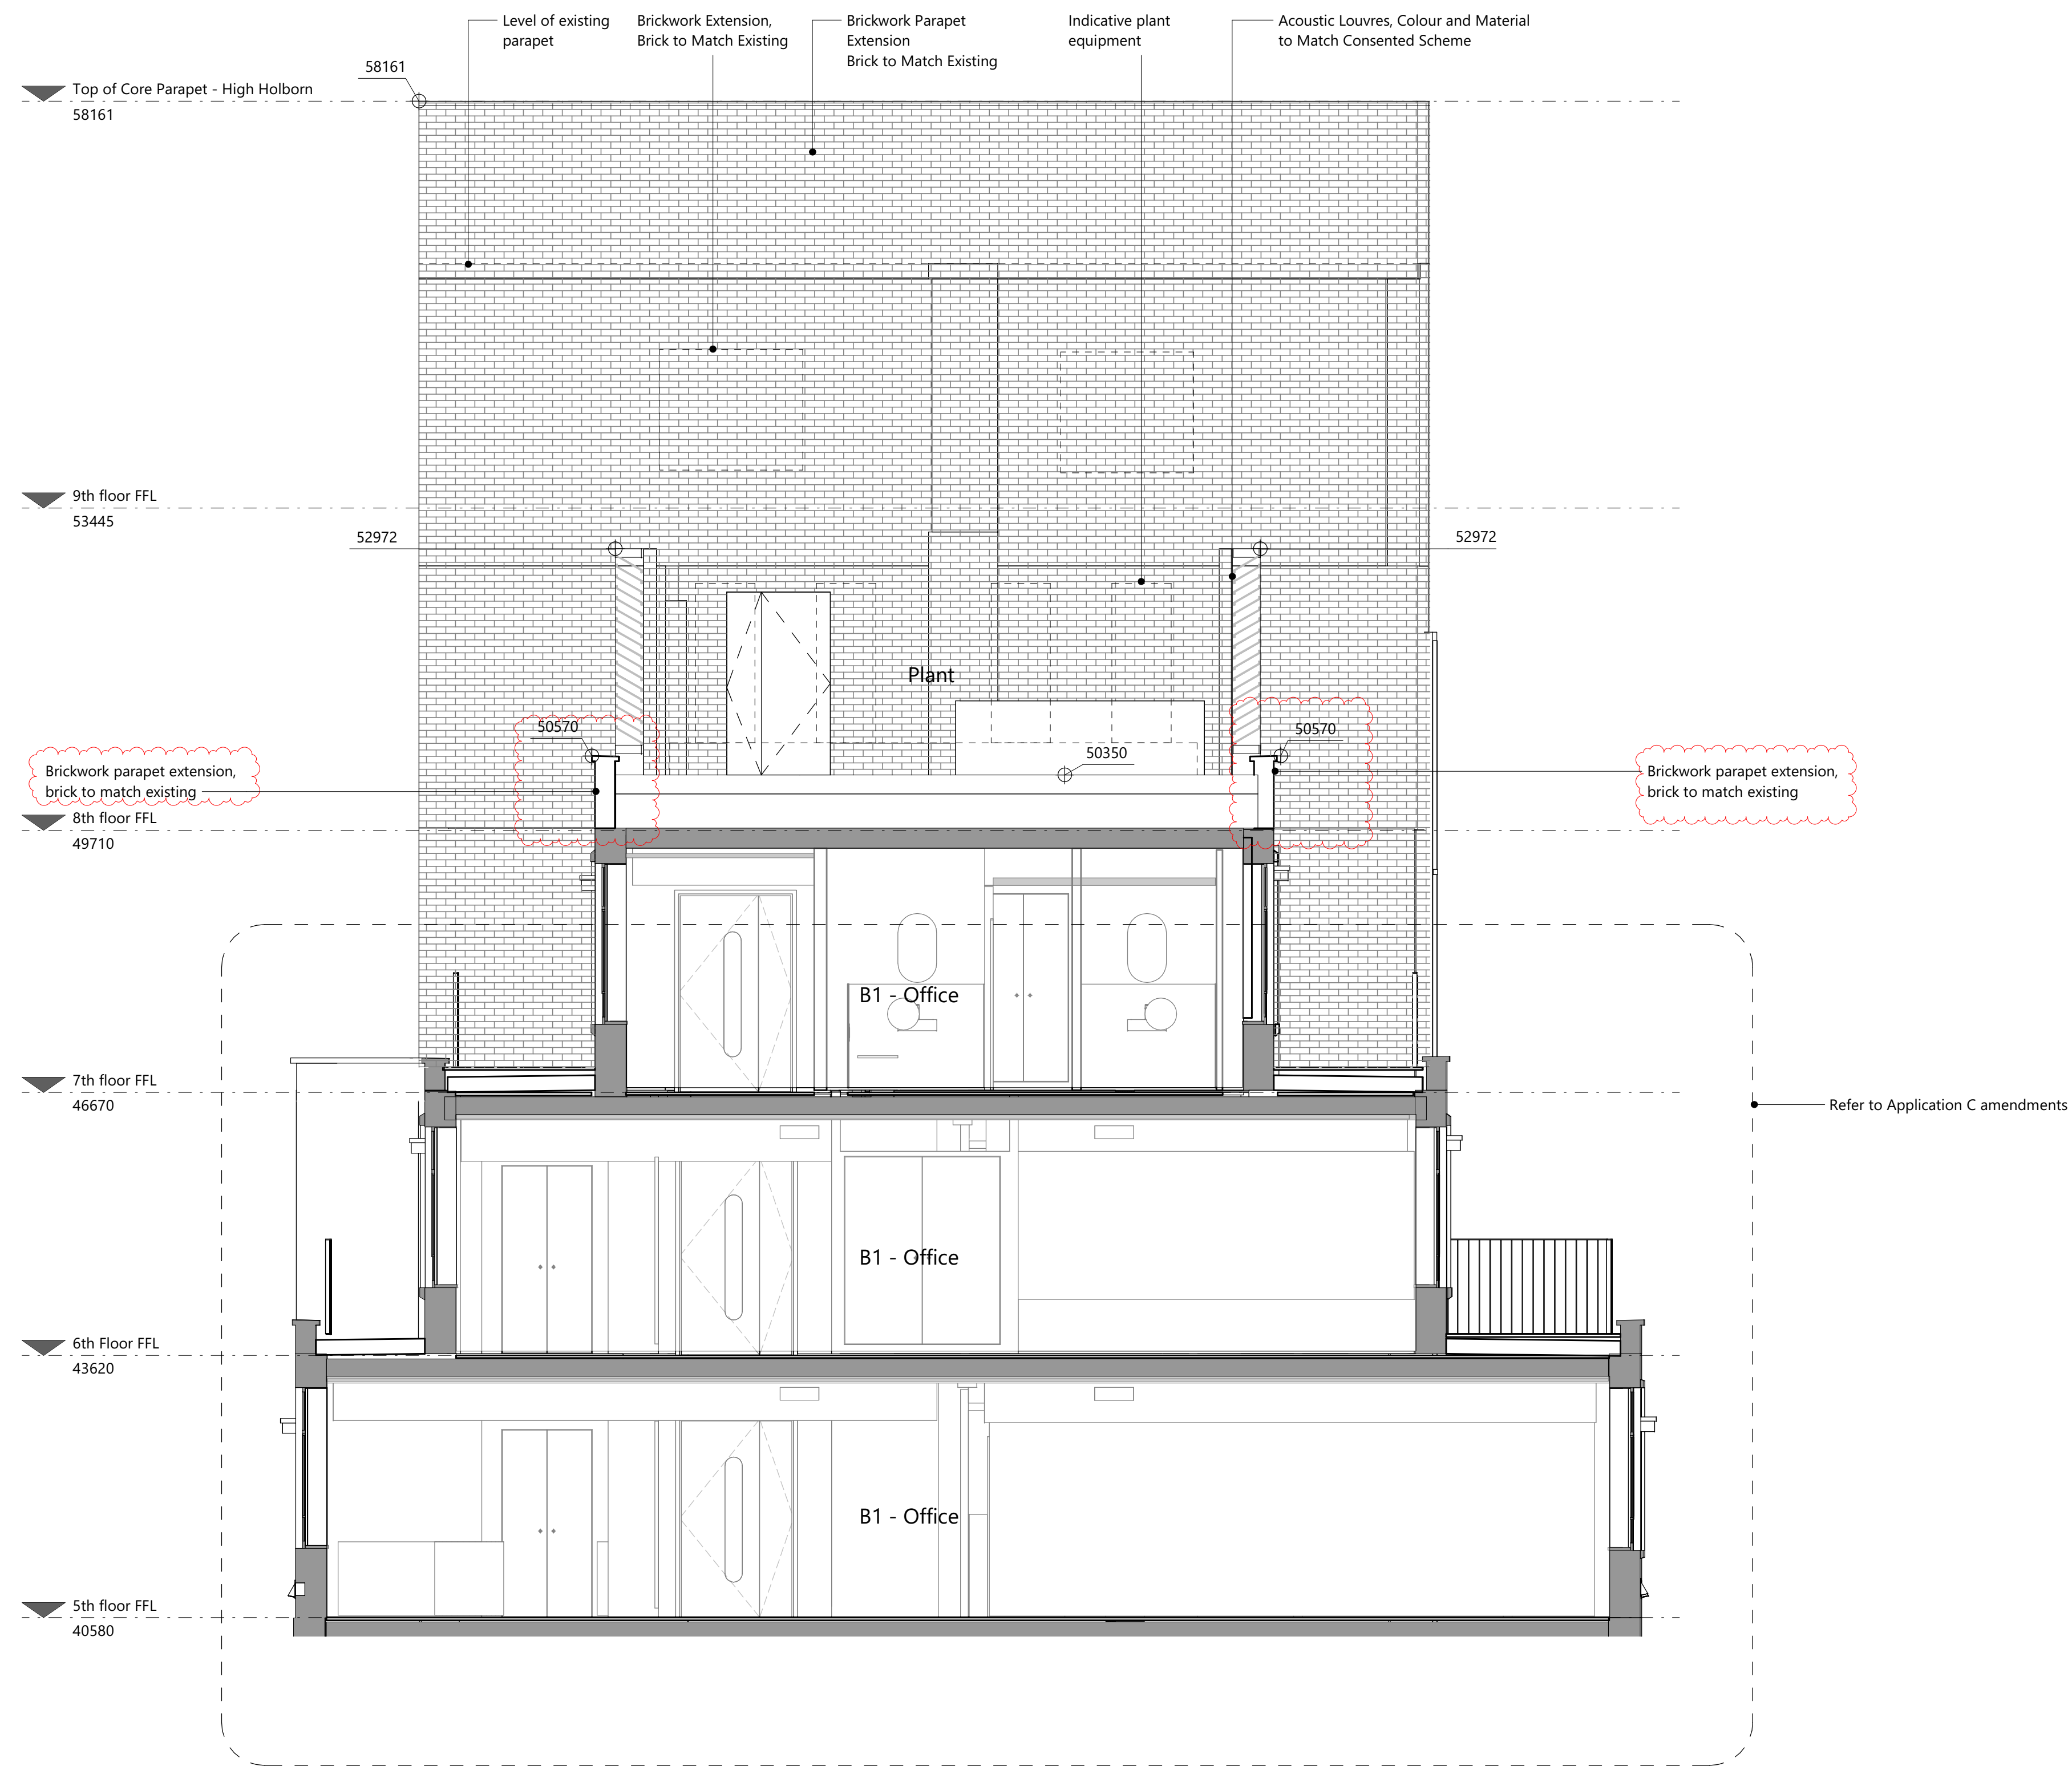 Level of existing
parapet
Brickwork Extension,
Brick to Match Existing
Brickwork Parapet
Extension
Brick to Match Existing
Indicative plant
equipment
Acoustic Louvres, Colour and Material
to Match Consented Scheme
58161
Top of Core Parapet - High Holborn
58161
9th floor FFL
53445
52972
52972
Plant
50570
50570
50350
Brickwork parapet extension,
brick to match existing
Brickwork parapet extension,
brick to match existing
8th floor FFL
49710
B1 - Office
7th floor FFL
46670
Refer to Application C amendments
B1 - Office
6th Floor FFL
43620
B1 - Office
5th floor FFL
40580